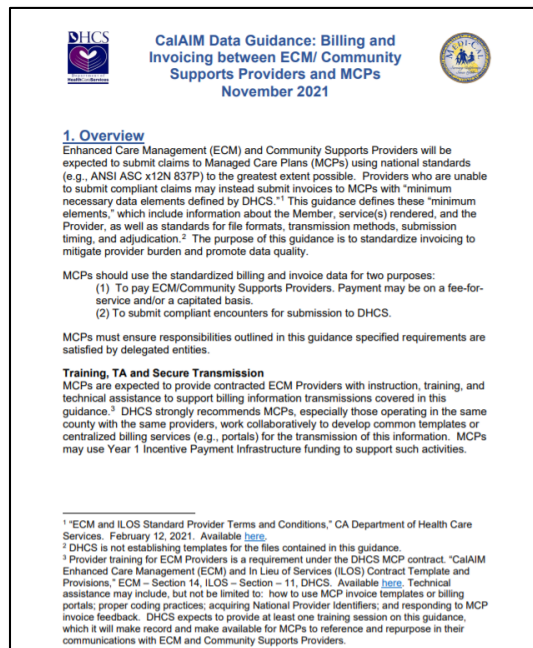 DHCS
HealthCareServices
CalAIM Data Guidance: Billing and
Invoicing between ECM/ Community
Supports Providers and MCPs
November 2021
MEDI-CAL
1. Overview
Enhanced Care Management (ECM) and Community Supports Providers will be
expected to submit claims to Managed Care Plans (MCPs) using national standards
(e.g., ANSI ASC x12N 837P) to the greatest extent possible.  Providers who are unable
to submit compliant claims may instead submit invoices to MCPs with “minimum
necessary data elements defined by DHCS.”1 This guidance defines these “minimum
elements,” which include information about the Member, service(s) rendered, and the
Provider, as well as standards for file formats, transmission methods, submission
timing, and adjudication.2  The purpose of this guidance is to standardize invoicing to
mitigate provider burden and promote data quality.
MCPs should use the standardized billing and invoice data for two purposes:
(1)  To pay ECM/Community Supports Providers. Payment may be on a fee-for-
service and/or a capitated basis.
(2) To submit compliant encounters for submission to DHCS.
MCPs must ensure responsibilities outlined in this guidance specified requirements are
satisfied by delegated entities.
Training, TA and Secure Transmission
MCPs are expected to provide contracted ECM Providers with instruction, training, and
technical assistance to support billing information transmissions covered in this
guidance.3  DHCS strongly recommends MCPs, especially those operating in the same
county with the same providers, work collaboratively to develop common templates or
centralized billing services (e.g., portals) for the transmission of this information.  MCPs
may use Year 1 Incentive Payment Infrastructure funding to support such activities.
1 “ECM and ILOS Standard Provider Terms and Conditions,” CA Department of Health Care
Services.  February 12, 2021.  Available here.
2 DHCS is not establishing templates for the files contained in this guidance.
3 Provider training for ECM Providers is a requirement under the DHCS MCP contract. “CalAIM
Enhanced Care Management (ECM) and In Lieu of Services (ILOS) Contract Template and
Provisions,” ECM – Section 14, ILOS – Section – 11, DHCS.  Available here. Technical
assistance may include, but not be limited to:  how to use MCP invoice templates or billing
portals; proper coding practices; acquiring National Provider Identifiers; and responding to MCP
invoice feedback.  DHCS expects to provide at least one training session on this guidance,
which it will make record and make available for MCPs to reference and repurpose in their
communications with ECM and Community Supports Providers.